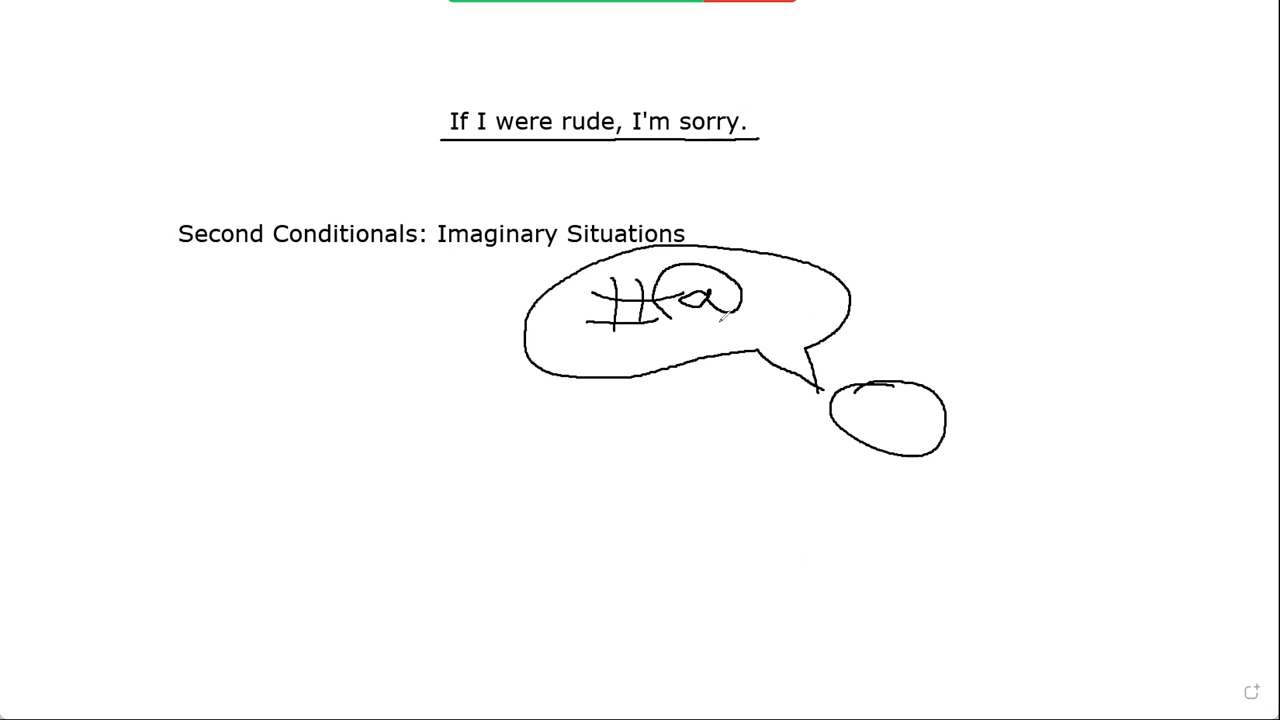 If I were rude, I'm sorry.
Second Conditionals: Imaginary Situations
#@